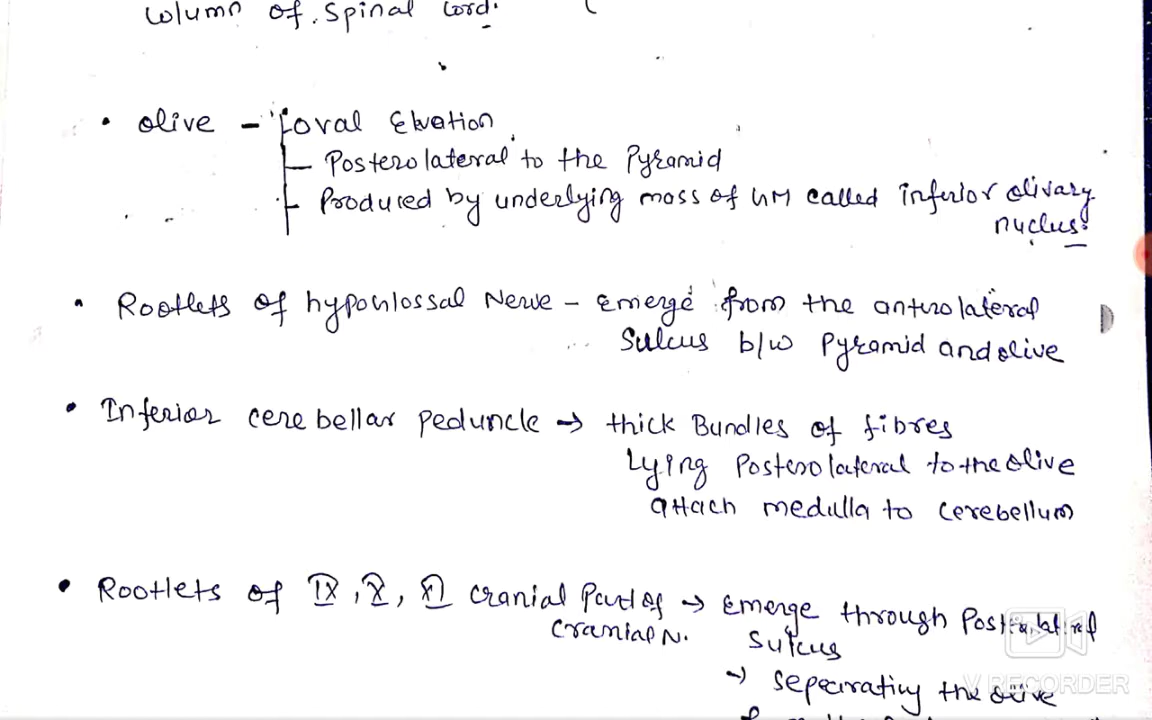 column of spinal cord.
• olive – oval Elevation
– Posterolateral to the Pyramid
– Produced by underlying mass of GM called inferior olivary
nuclus.
• Rootlets of hypoglossal Nerve – Emerge from the anterolateral
Sulcus b/w Pyramid and olive
• Inferior cerebellar peduncle → thick Bundles of fibres
Lying Posterolateral to the olive
attach medulla to cerebellum
• Rootlets of IX, X, XI cranial Part of → Emerge through Posterolateral
cranial N. Sulcus
→ separating the olive
V RECORDER